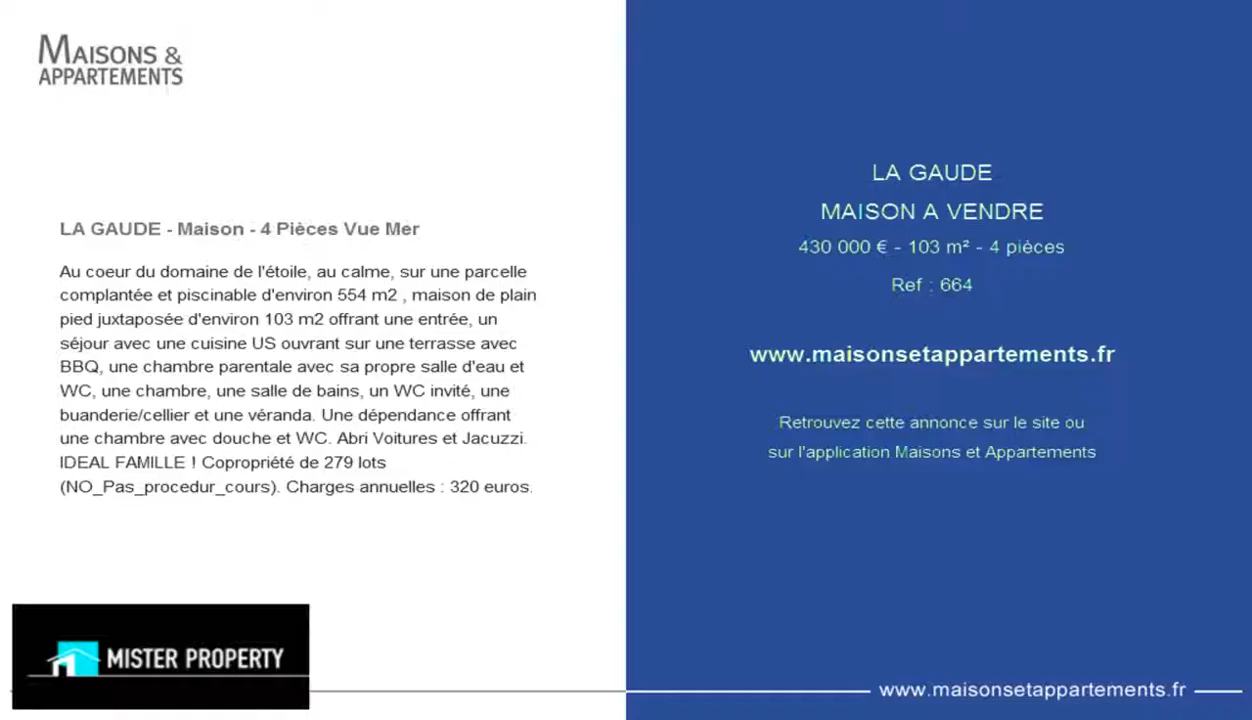 MAISONS &
APPARTEMENTS
LA GAUDE - Maison - 4 Pièces Vue Mer
Au coeur du domaine de l'étoile, au calme, sur une parcelle
complantée et piscinable d'environ 554 m2 , maison de plain
pied juxtaposée d'environ 103 m2 offrant une entrée, un
séjour avec une cuisine US ouvrant sur une terrasse avec
BBQ, une chambre parentale avec sa propre salle d'eau et
WC, une chambre, une salle de bains, un WC invité, une
buanderie/cellier et une véranda. Une dépendance offrant
une chambre avec douche et WC. Abri Voitures et Jacuzzi.
IDEAL FAMILLE ! Copropriété de 279 lots
(NO_Pas_procedur_cours). Charges annuelles : 320 euros.
MISTER PROPERTY
LA GAUDE
MAISON A VENDRE
430 000 € - 103 m² - 4 pièces
Ref : 664
www.maisonsetappartements.fr
Retrouvez cette annonce sur le site ou
sur l'application Maisons et Appartements
www.maisonsetappartements.fr